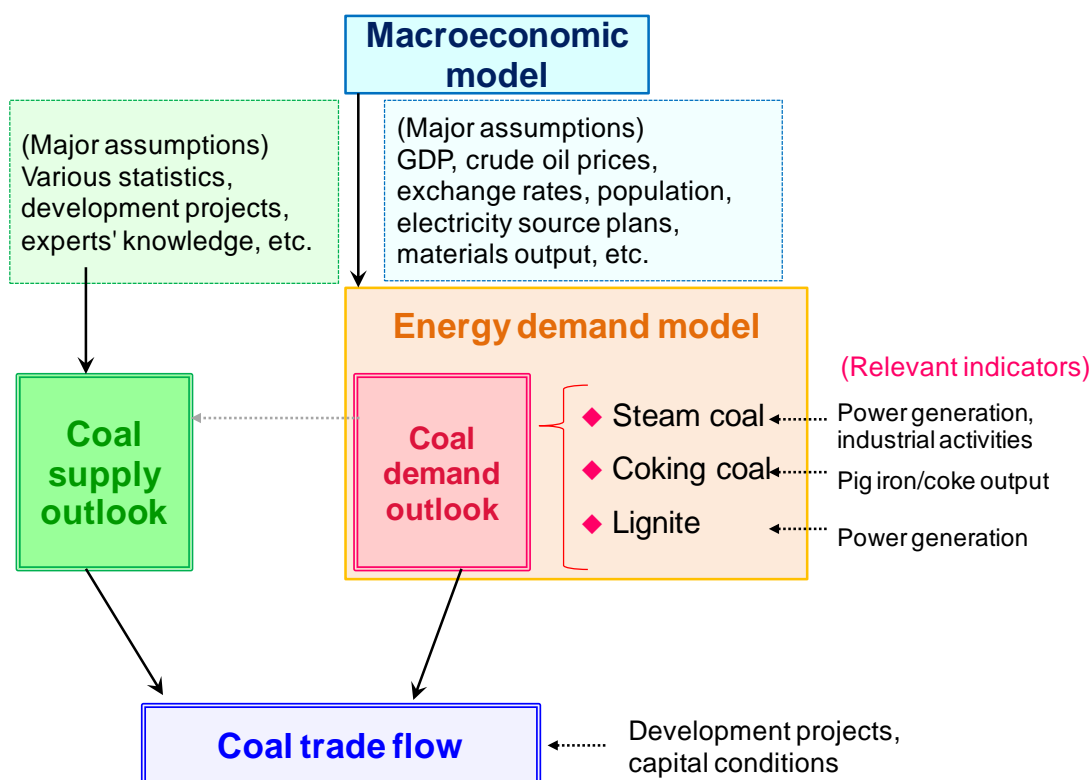 Macroeconomic
model
(Major assumptions)
Various statistics,
development projects,
experts' knowledge, etc.
(Major assumptions)
GDP, crude oil prices,
exchange rates, population,
electricity source plans,
materials output, etc.
Energy demand model
(Relevant indicators)
Coal
supply
outlook
Coal
demand
outlook
Steam coal
Coking coal
Lignite
Power generation,
industrial activities
Pig iron/coke output
Power generation
Coal trade flow
Development projects,
capital conditions